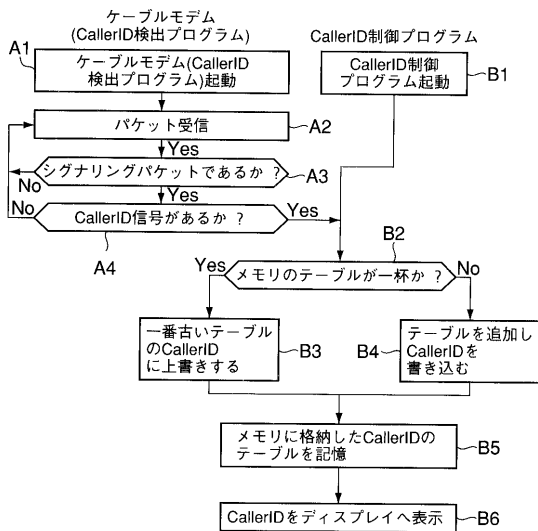 ケーブルモデム
(CallerID検出プログラム)
CallerID制御プログラム
A1
ケーブルモデム(CallerID
検出プログラム)起動
CallerID制御
プログラム起動
B1
パケット受信
A2
Yes
シグナリングパケットであるか ?
A3
No
Yes
No
CallerID信号があるか ?
Yes
A4
B2
Yes
メモリのテーブルが一杯か ?
No
一番古いテーブル
のCallerID
に上書きする
B3
B4
テーブルを追加し
CallerIDを
書き込む
メモリに格納したCallerIDの
テーブルを記憶
B5
CallerIDをディスプレイへ表示
B6